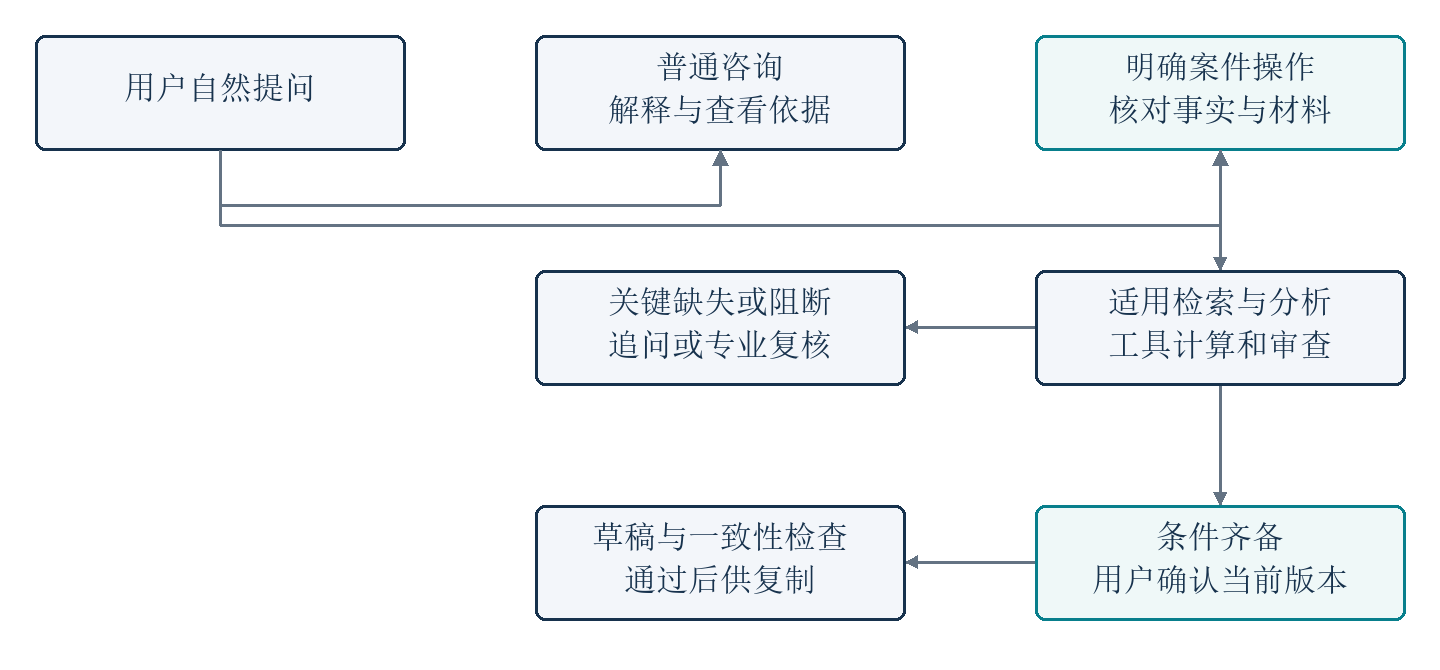 用户自然提问
普通咨询
解释与查看依据
明确案件操作
核对事实与材料
关键缺失或阻断
追问或专业复核
适用检索与分析
工具计算和审查
草稿与一致性检查
通过后供复制
条件齐备
用户确认当前版本